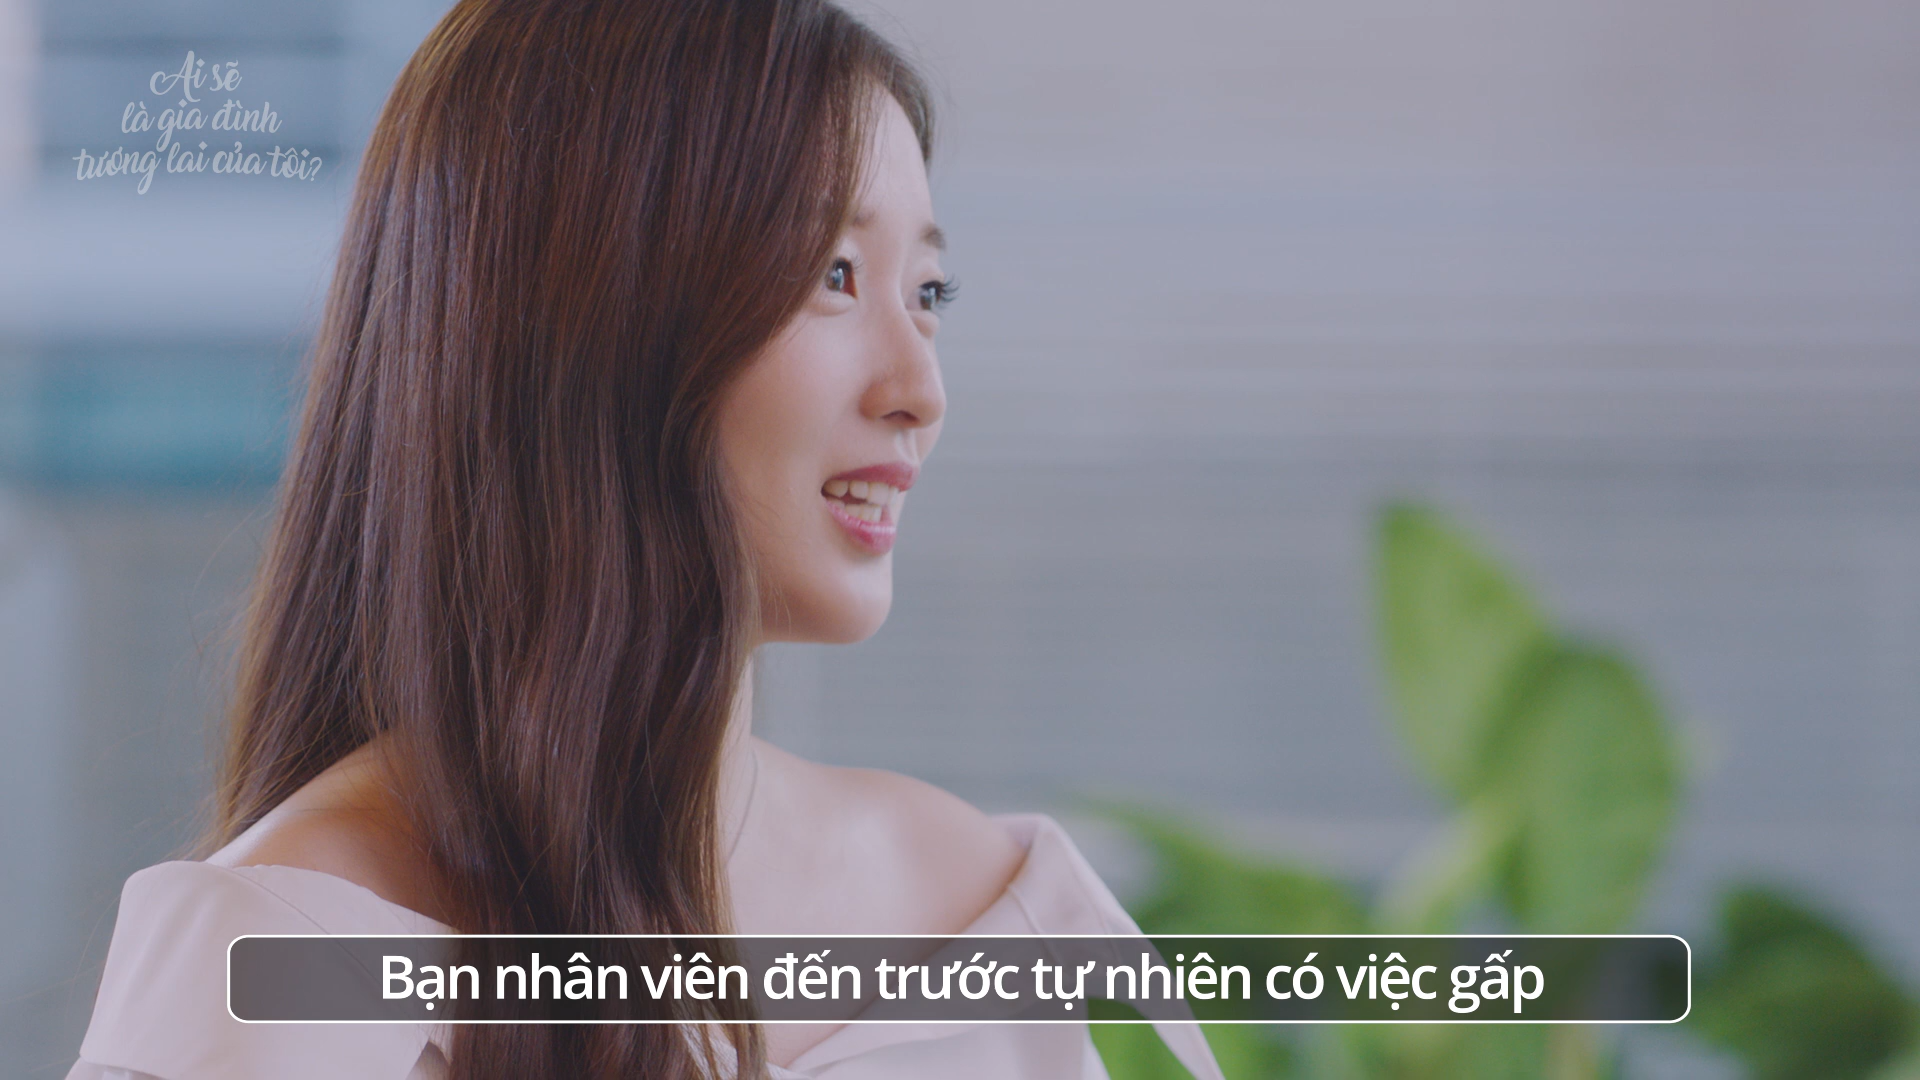 Ai sẽ
là gia đình
tương lai của tôi?
Bạn nhân viên đến trước tự nhiên có việc gấp